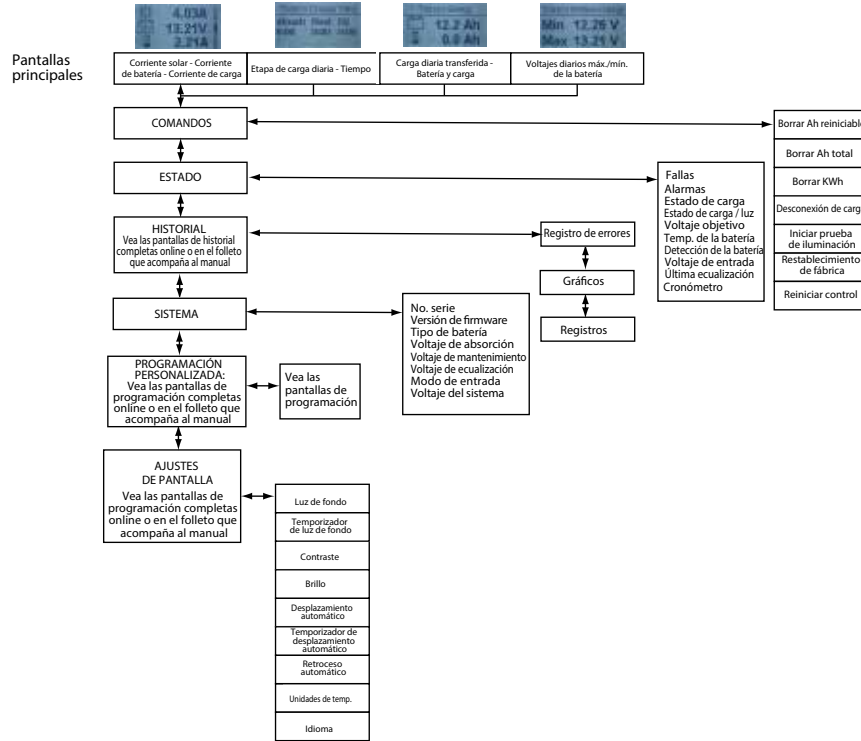 4.03A
13.21V
2.21A
12.2 Ah
0.0 Ah
Min 12.26 V
Max 13.21 V
Pantallas
principales
Corriente solar - Corriente
de batería - Corriente de carga
Etapa de carga diaria - Tiempo
Carga diaria transferida -
Batería y carga
Voltajes diarios máx./mín.
de la batería
COMANDOS
Borrar Ah reiniciable
Borrar Ah total
Borrar KWh
Desconexión de carg
Iniciar prueba
de iluminación
Restablecimiento
de fábrica
Reiniciar control
ESTADO
Fallas
Alarmas
Estado de carga
Estado de carga / luz
Voltaje objetivo
Temp. de la batería
Detección de la batería
Voltaje de entrada
Última ecualización
Cronómetro
HISTORIAL
Vea las pantallas de historial
completas online o en el folleto
que acompaña al manual
Registro de errores
Gráficos
Registros
SISTEMA
No. serie
Versión de firmware
Tipo de batería
Voltaje de absorción
Voltaje de mantenimiento
Voltaje de ecualización
Modo de entrada
Voltaje del sistema
PROGRAMACIÓN
PERSONALIZADA:
Vea las pantallas de
programación completas
online o en el folleto que
acompaña al manual
Vea las
pantallas de
programación
AJUSTES
DE PANTALLA
Vea las pantallas de
programación completas
online o en el folleto que
acompaña al manual
Luz de fondo
Temporizador
de luz de fondo
Contraste
Brillo
Desplazamiento
automático
Temporizador de
desplazamiento
automático
Retroceso
automático
Unidades de temp.
Idioma